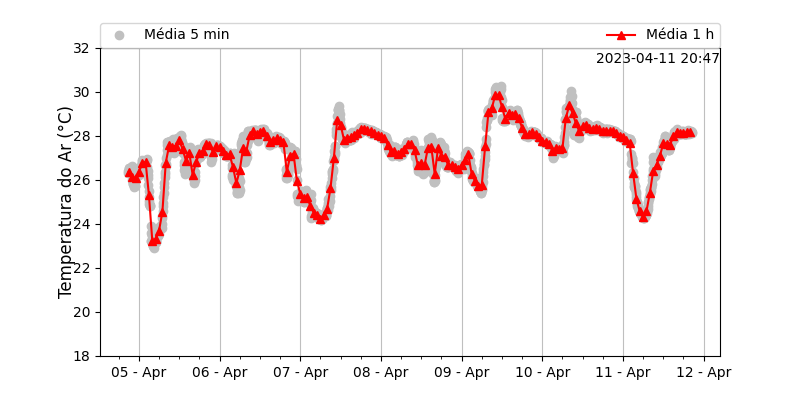 Média 5 min
Média 1 h
2023-04-11 20:47
Temperatura do Ar (°C)
32
30
28
26
24
22
20
18
05 - Apr
06 - Apr
07 - Apr
08 - Apr
09 - Apr
10 - Apr
11 - Apr
12 - Apr